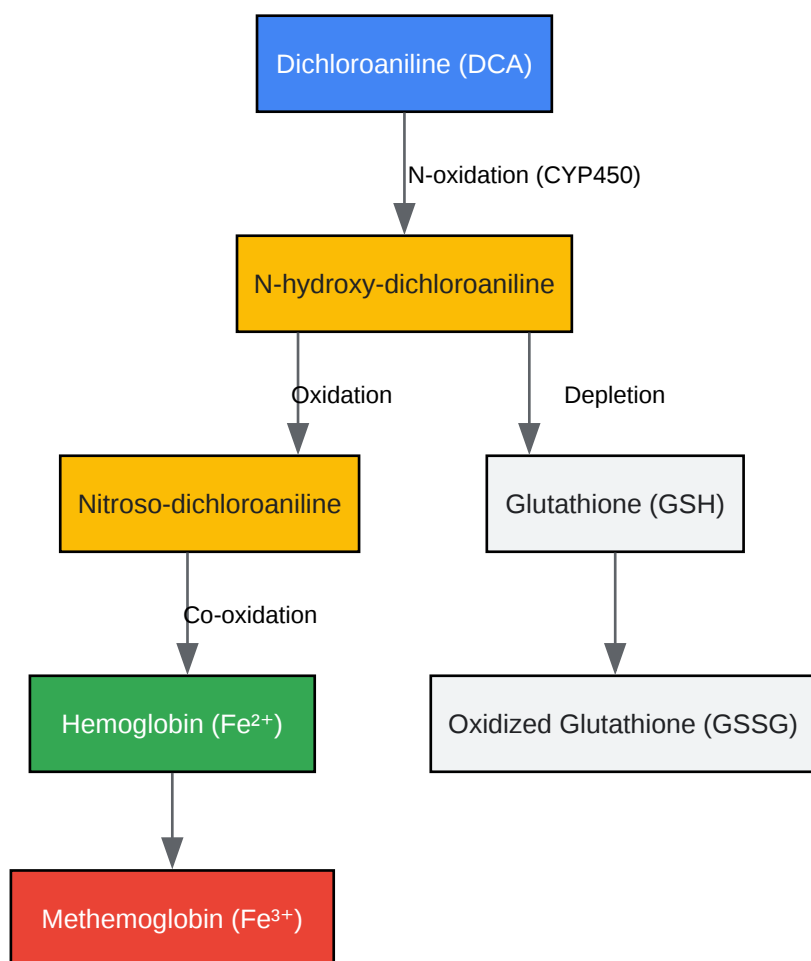 Dichloroaniline (DCA)
N-oxidation (CYP450)
N-hydroxy-dichloroaniline
Oxidation
Depletion
Nitroso-dichloroaniline
Glutathione (GSH)
Co-oxidation
Hemoglobin (Fe²⁺)
Oxidized Glutathione (GSSG)
Methemoglobin (Fe³⁺)